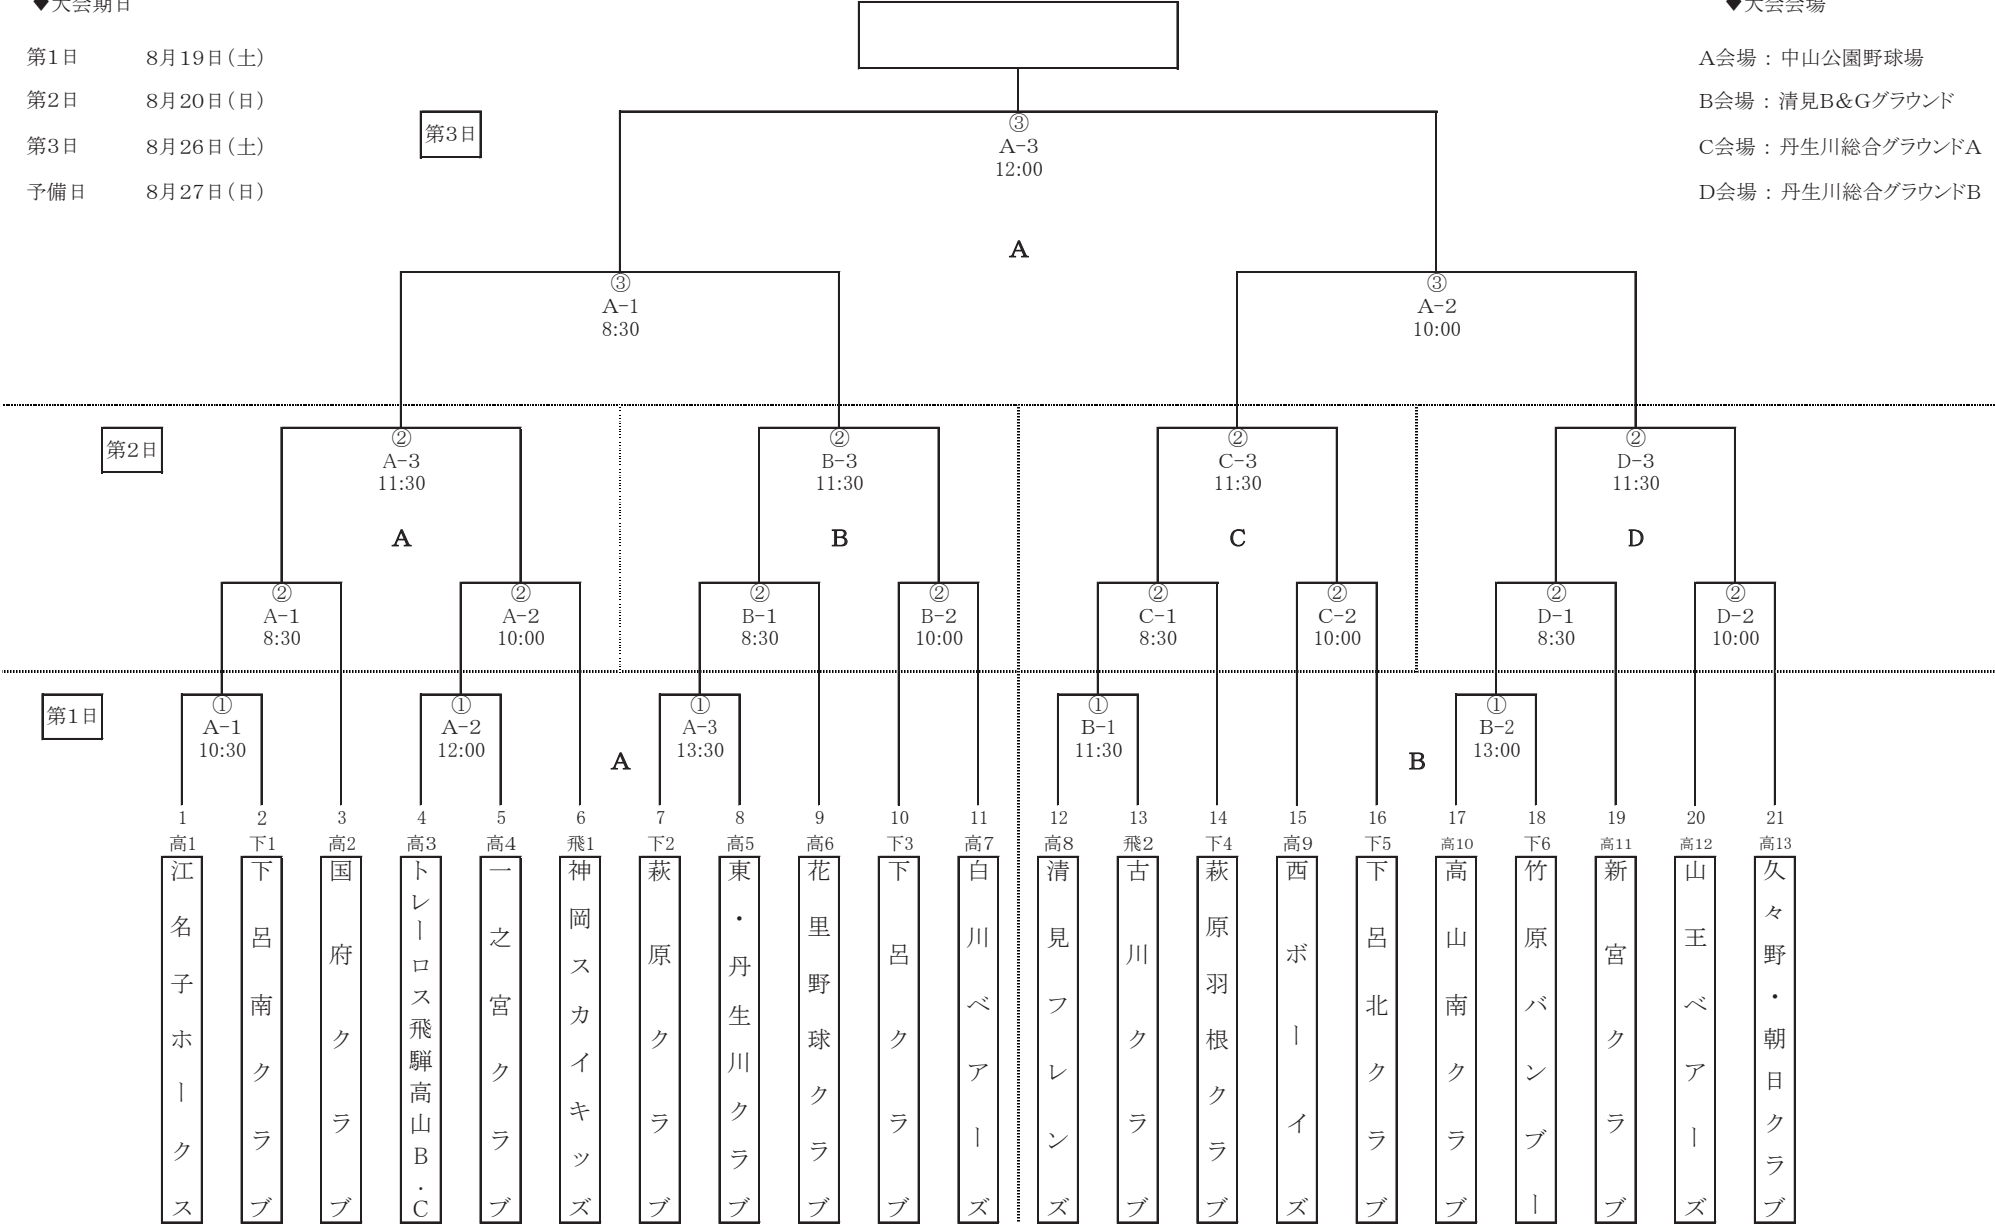 ◆大会期日
◆大会会場
第1日 8月19日(土)
第2日 8月20日(日)
第3日 8月26日(土)
予備日 8月27日(日)
A会場 : 中山公園野球場
B会場 : 清見B&Gグラウンド
C会場 : 丹生川総合グラウンドA
D会場 : 丹生川総合グラウンドB
第3日
③
A-3
12:00
A
③
A-1
8:30
③
A-2
10:00
第2日
②
A-3
11:30
A
②
B-3
11:30
B
②
C-3
11:30
C
②
D-3
11:30
D
②
A-1
8:30
②
A-2
10:00
②
B-1
8:30
②
B-2
10:00
②
C-1
8:30
②
C-2
10:00
②
D-1
8:30
②
D-2
10:00
第1日
①
A-1
10:30
①
A-2
12:00
A
①
A-3
13:30
①
B-1
11:30
B
①
B-2
13:00
1
高1
江名子ホークス
2
下1
下呂南クラブ
3
高2
国府クラブ
4
高3
トレーロス飛騨高山B.C
5
高4
一之宮クラブ
6
飛1
神岡スカイキッズ
7
下2
萩原クラブ
8
高5
東・丹生川クラブ
9
高6
花里野球クラブ
10
下3
下呂クラブ
11
高7
白川ベアーズ
12
高8
清見フレンズ
13
飛2
古川クラブ
14
下4
萩原羽根クラブ
15
高9
西ボーイズ
16
下5
下呂北クラブ
17
高10
高山南クラブ
18
下6
竹原バンブー
19
高11
新宮クラブ
20
高12
山王ベアーズ
21
高13
久々野・朝日クラブ